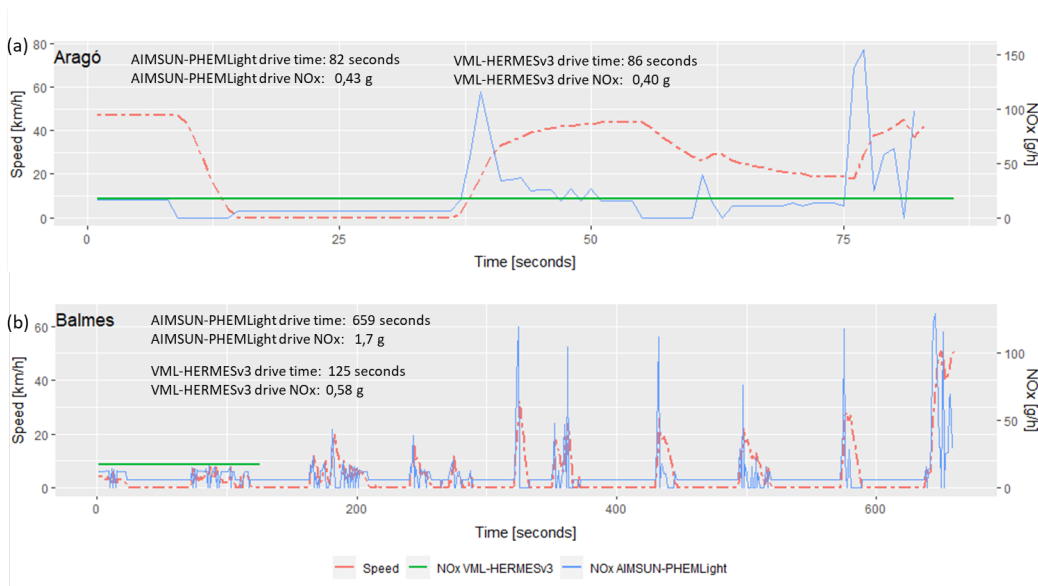 (a)
Aragó
AIMSUN-PHEMLight drive time: 82 seconds
AIMSUN-PHEMLight drive NOx: 0,43 g
VML-HERMESv3 drive time: 86 seconds
VML-HERMESv3 drive NOx: 0,40 g
80
60
40
20
0
Speed [km/h]
150
100
50
0
NOx [g/h]
0 25 50 75
Time [seconds]
(b)
Balmes
AIMSUN-PHEMLight drive time: 659 seconds
AIMSUN-PHEMLight drive NOx: 1,7 g
VML-HERMESv3 drive time: 125 seconds
VML-HERMESv3 drive NOx: 0,58 g
60
40
20
0
Speed [km/h]
100
50
0
NOx [g/h]
0 200 400 600
Time [seconds]
Speed NOx VML-HERMESv3 NOx AIMSUN-PHEMLight